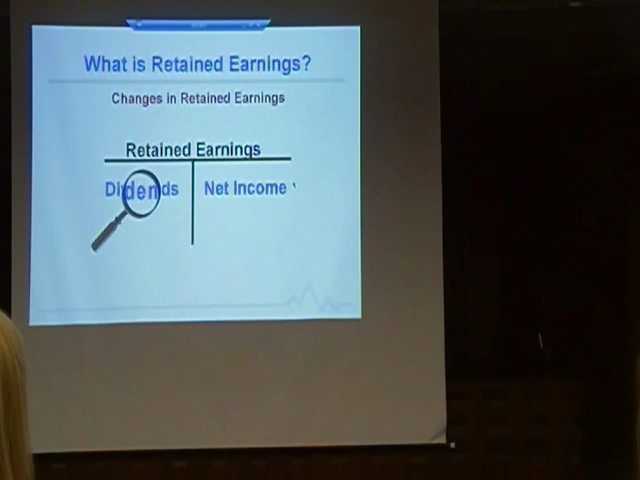 What is Retained Earnings?
Changes in Retained Earnings
Retained Earnings
Dividends Net Income